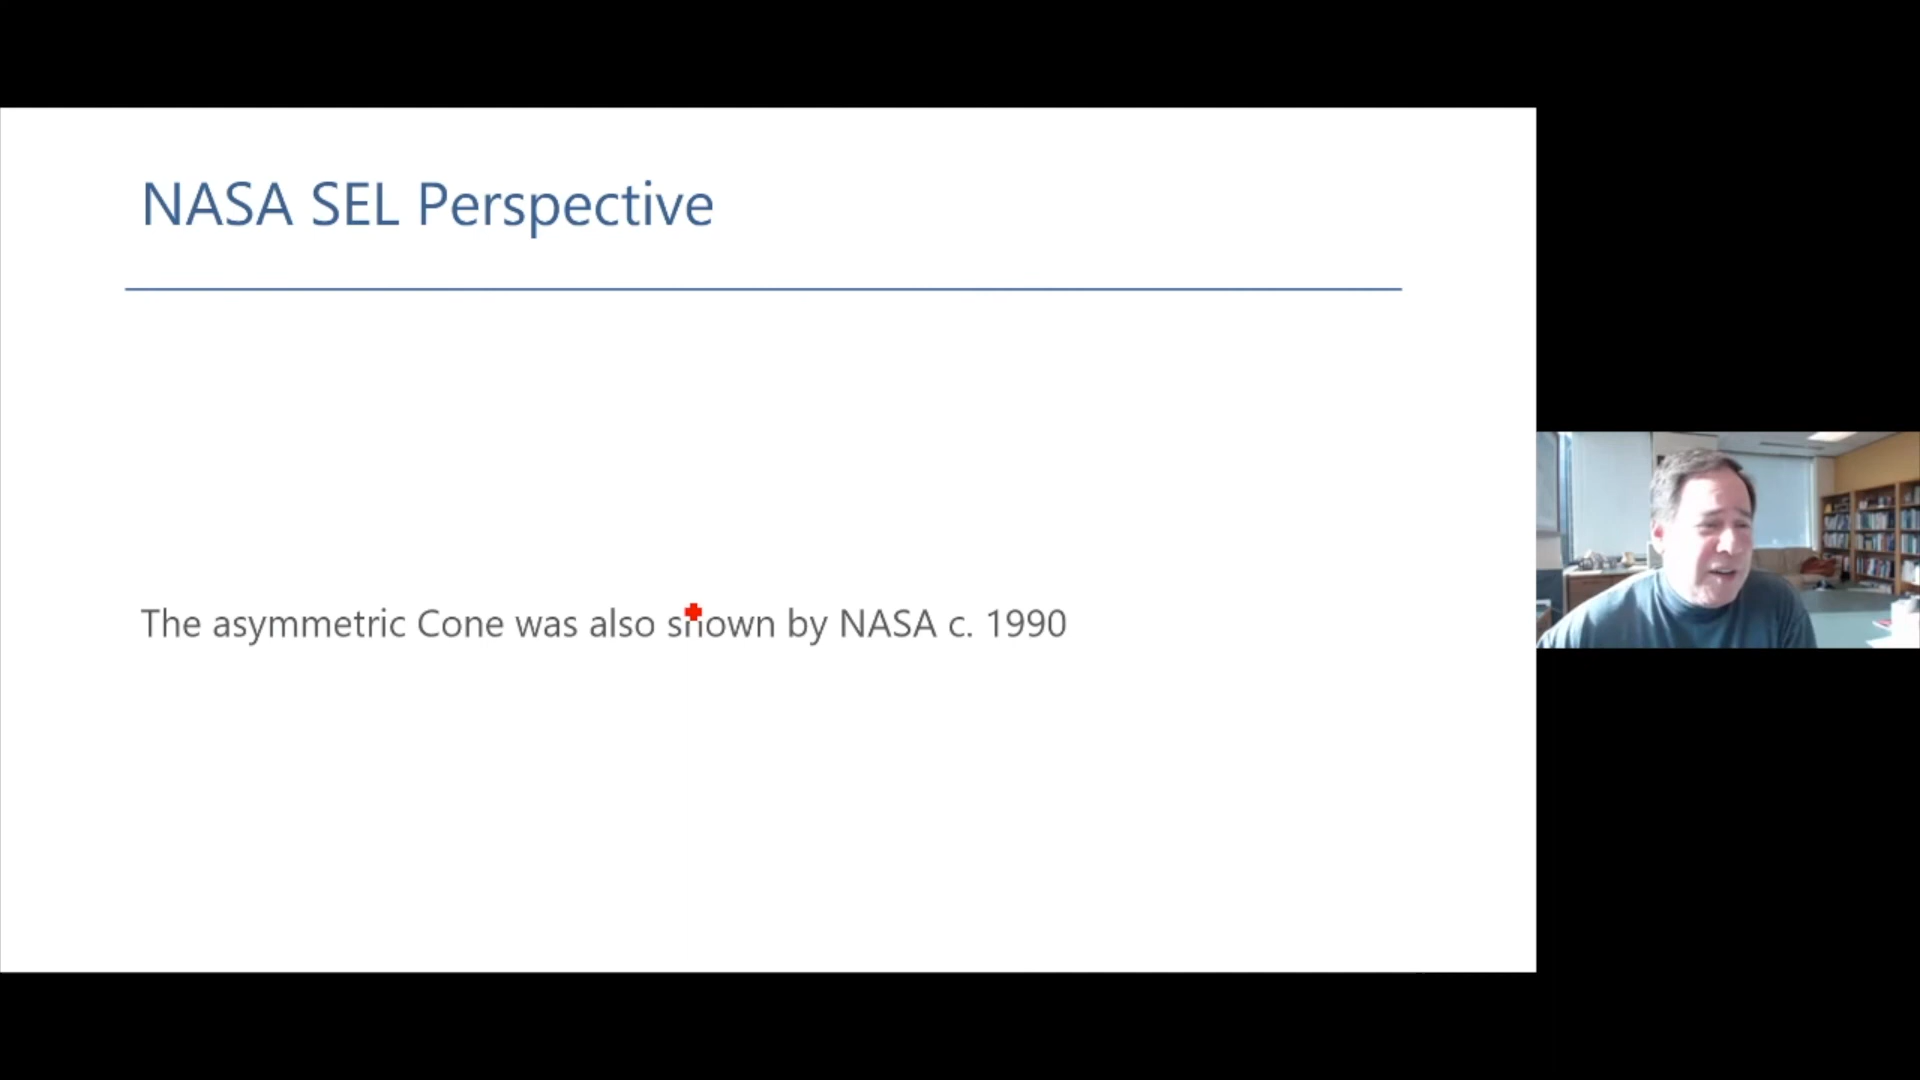 NASA SEL Perspective
The asymmetric Cone was also shown by NASA c. 1990